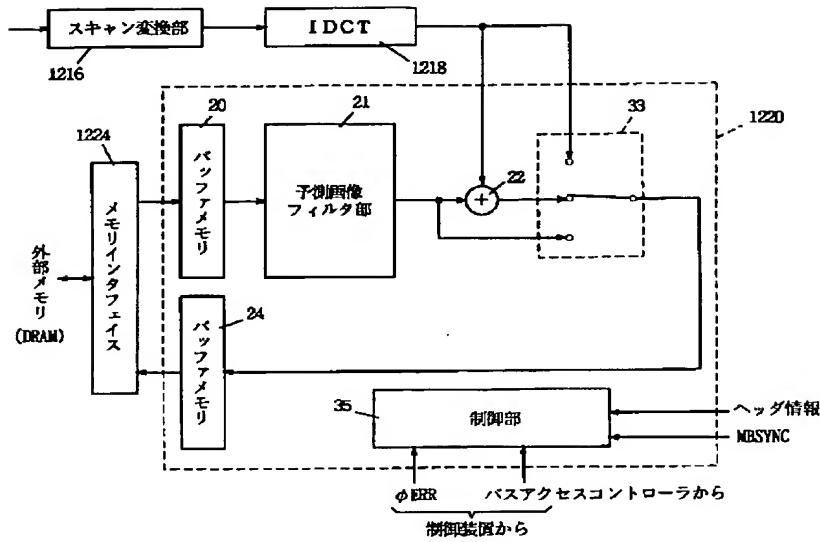 スキャン変換部
1216
IDCT
1218
1220
20
21
33
1224
バッファメモリ
予測画像
フィルタ部
22
メモリインタフェイス
外部メモリ
(DRAM)
バッファメモリ
24
35
制御部
ヘッダ情報
MBSYNC
φERR
バスアクセスコントローラから
制御装置から